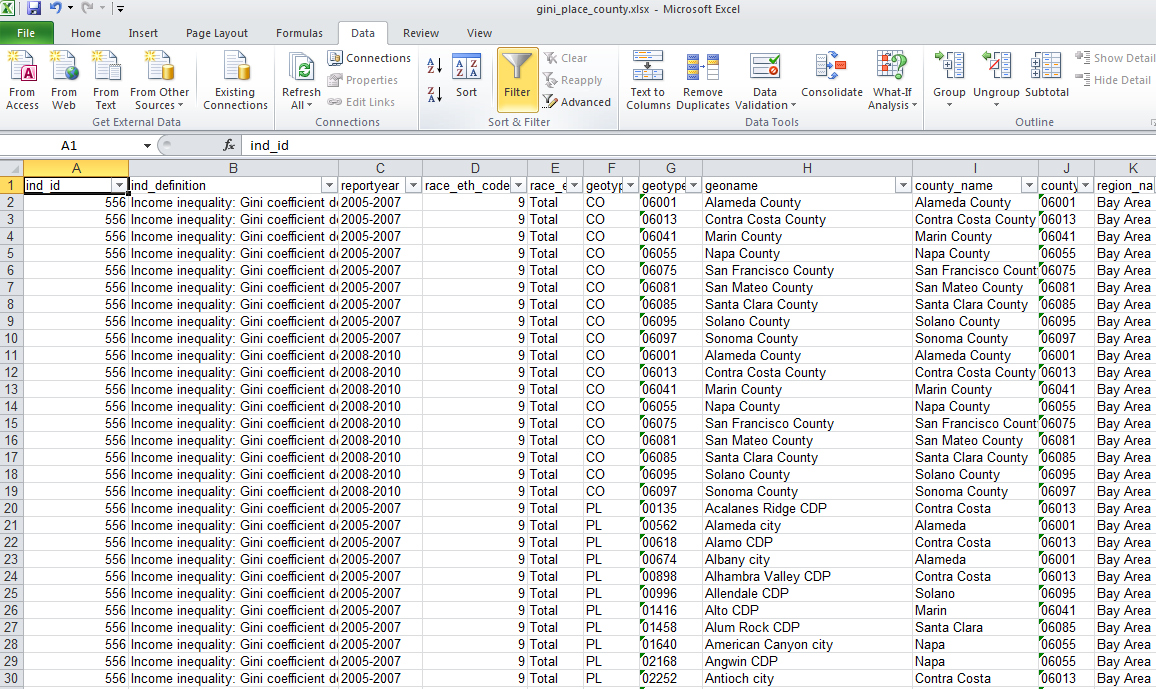 gini_place_county.xlsx - Microsoft Excel
File Home Insert Page Layout Formulas Data Review View
From Access From Web From Text From Other Sources Existing Connections Refresh All Connections Properties Edit Links Sort Filter Clear Reapply Advanced Text to Columns Remove Duplicates Data Validation Consolidate What-If Analysis Group Ungroup Subtotal Show Detail Hide Detail
Get External Data Connections Sort & Filter Data Tools Outline
A1 fx ind_id
A B C D E F G H I J K
1 ind_id ind_definition reportyear race_eth_code race_e geotyp geotype geoname county_name county region_na
2 556 Income inequality: Gini coefficient de 2005-2007 9 Total CO 06001 Alameda County Alameda County 06001 Bay Area
3 556 Income inequality: Gini coefficient de 2005-2007 9 Total CO 06013 Contra Costa County Contra Costa County 06013 Bay Area
4 556 Income inequality: Gini coefficient de 2005-2007 9 Total CO 06041 Marin County Marin County 06041 Bay Area
5 556 Income inequality: Gini coefficient de 2005-2007 9 Total CO 06055 Napa County Napa County 06055 Bay Area
6 556 Income inequality: Gini coefficient de 2005-2007 9 Total CO 06075 San Francisco County San Francisco Count 06075 Bay Area
7 556 Income inequality: Gini coefficient de 2005-2007 9 Total CO 06081 San Mateo County San Mateo County 06081 Bay Area
8 556 Income inequality: Gini coefficient de 2005-2007 9 Total CO 06085 Santa Clara County Santa Clara County 06085 Bay Area
9 556 Income inequality: Gini coefficient de 2005-2007 9 Total CO 06095 Solano County Solano County 06095 Bay Area
10 556 Income inequality: Gini coefficient de 2005-2007 9 Total CO 06097 Sonoma County Sonoma County 06097 Bay Area
11 556 Income inequality: Gini coefficient de 2008-2010 9 Total CO 06001 Alameda County Alameda County 06001 Bay Area
12 556 Income inequality: Gini coefficient de 2008-2010 9 Total CO 06013 Contra Costa County Contra Costa County 06013 Bay Area
13 556 Income inequality: Gini coefficient de 2008-2010 9 Total CO 06041 Marin County Marin County 06041 Bay Area
14 556 Income inequality: Gini coefficient de 2008-2010 9 Total CO 06055 Napa County Napa County 06055 Bay Area
15 556 Income inequality: Gini coefficient de 2008-2010 9 Total CO 06075 San Francisco County San Francisco Count 06075 Bay Area
16 556 Income inequality: Gini coefficient de 2008-2010 9 Total CO 06081 San Mateo County San Mateo County 06081 Bay Area
17 556 Income inequality: Gini coefficient de 2008-2010 9 Total CO 06085 Santa Clara County Santa Clara County 06085 Bay Area
18 556 Income inequality: Gini coefficient de 2008-2010 9 Total CO 06095 Solano County Solano County 06095 Bay Area
19 556 Income inequality: Gini coefficient de 2008-2010 9 Total CO 06097 Sonoma County Sonoma County 06097 Bay Area
20 556 Income inequality: Gini coefficient de 2005-2007 9 Total PL 00135 Acalanes Ridge CDP Contra Costa 06013 Bay Area
21 556 Income inequality: Gini coefficient de 2005-2007 9 Total PL 00562 Alameda city Alameda 06001 Bay Area
22 556 Income inequality: Gini coefficient de 2005-2007 9 Total PL 00618 Alamo CDP Contra Costa 06013 Bay Area
23 556 Income inequality: Gini coefficient de 2005-2007 9 Total PL 00674 Albany city Alameda 06001 Bay Area
24 556 Income inequality: Gini coefficient de 2005-2007 9 Total PL 00898 Alhambra Valley CDP Contra Costa 06013 Bay Area
25 556 Income inequality: Gini coefficient de 2005-2007 9 Total PL 00996 Allendale CDP Solano 06095 Bay Area
26 556 Income inequality: Gini coefficient de 2005-2007 9 Total PL 01416 Alto CDP Marin 06041 Bay Area
27 556 Income inequality: Gini coefficient de 2005-2007 9 Total PL 01458 Alum Rock CDP Santa Clara 06085 Bay Area
28 556 Income inequality: Gini coefficient de 2005-2007 9 Total PL 01640 American Canyon city Napa 06055 Bay Area
29 556 Income inequality: Gini coefficient de 2005-2007 9 Total PL 02168 Angwin CDP Napa 06055 Bay Area
30 556 Income inequality: Gini coefficient de 2005-2007 9 Total PL 02252 Antioch city Contra Costa 06013 Bay Area